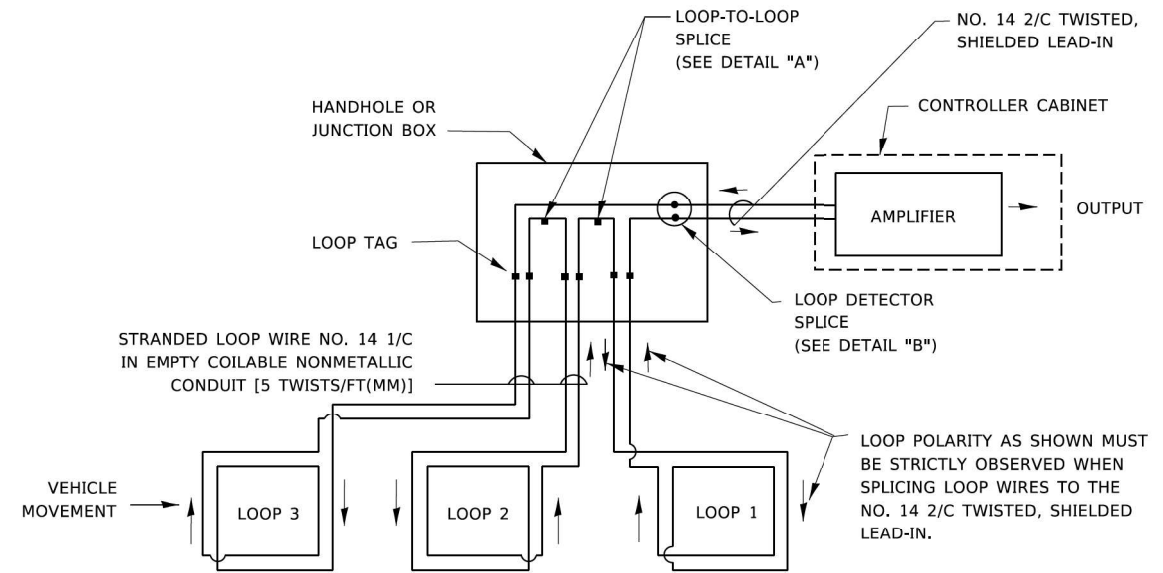 LOOP-TO-LOOP
SPLICE
(SEE DETAIL "A")
NO. 14 2/C TWISTED,
SHIELDED LEAD-IN
HANDHOLE OR
JUNCTION BOX
CONTROLLER CABINET
AMPLIFIER
OUTPUT
LOOP TAG
LOOP DETECTOR
SPLICE
(SEE DETAIL "B")
STRANDED LOOP WIRE NO. 14 1/C
IN EMPTY COILABLE NONMETALLIC
CONDUIT [5 TWISTS/FT(MM)]
LOOP POLARITY AS SHOWN MUST
BE STRICTLY OBSERVED WHEN
SPLICING LOOP WIRES TO THE
NO. 14 2/C TWISTED, SHIELDED
LEAD-IN.
VEHICLE
MOVEMENT
LOOP 3
LOOP 2
LOOP 1